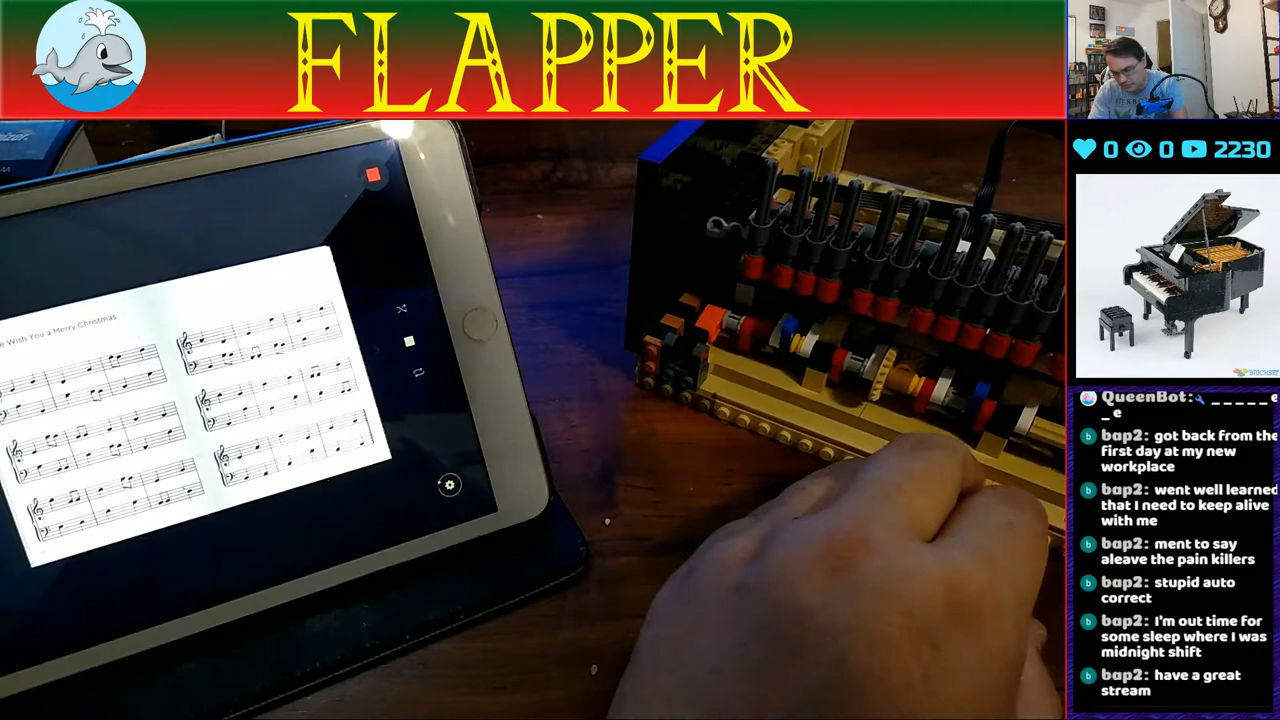 FLAPPER
0 0 2230
e Wish You a Merry Christmas
BRICKSET
QueenBot: _ _ _ _ _ e
_ e
bap2: got back from the
first day at my new
workplace
bap2: went well learned
that I need to keep alive
with me
bap2: ment to say
aleave the pain killers
bap2: stupid auto
correct
bap2: I'm out time for
some sleep where I was
midnight shift
bap2: have a great
stream